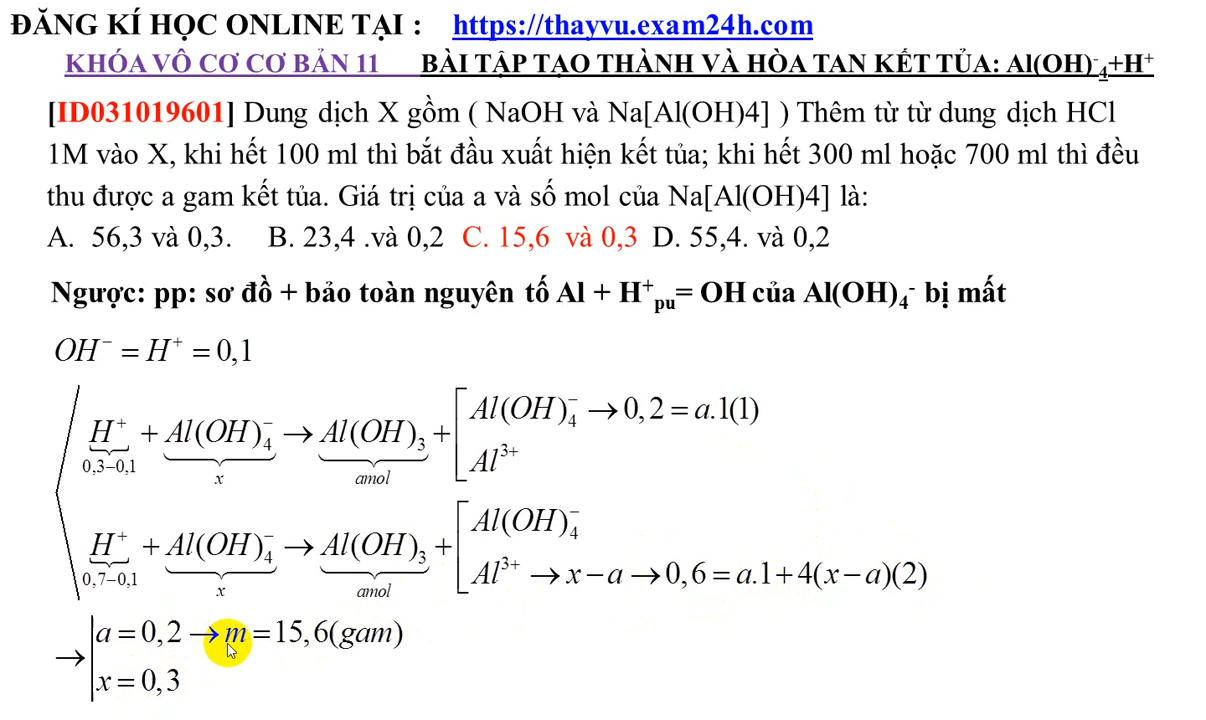 ĐĂNG KÍ HỌC ONLINE TẠI : https://thayvu.exam24h.com
KHÓA VÔ CƠ CƠ BẢN 11 BÀI TẬP TẠO THÀNH VÀ HÒA TAN KẾT TỦA: Al(OH)⁻₄+H⁺
[ID031019601] Dung dịch X gồm ( NaOH và Na[Al(OH)4] ) Thêm từ từ dung dịch HCl
1M vào X, khi hết 100 ml thì bắt đầu xuất hiện kết tủa; khi hết 300 ml hoặc 700 ml thì đều
thu được a gam kết tủa. Giá trị của a và số mol của Na[Al(OH)4] là:
A. 56,3 và 0,3. B. 23,4 .và 0,2 C. 15,6 và 0,3 D. 55,4. và 0,2
Ngược: pp: sơ đồ + bảo toàn nguyên tố Al + H⁺pu= OH của Al(OH)₄⁻ bị mất
OH⁻ = H⁺ = 0,1
Al(OH)₄⁻ → 0,2 = a.1(1)
H⁺ + Al(OH)₄⁻ → Al(OH)₃ +
Al³⁺
0,3−0,1 x amol
Al(OH)₄⁻
H⁺ + Al(OH)₄⁻ → Al(OH)₃ +
Al³⁺ → x − a → 0,6 = a.1 + 4(x − a)(2)
0,7−0,1 x amol
a = 0,2 → m = 15,6(gam)
→
x = 0,3